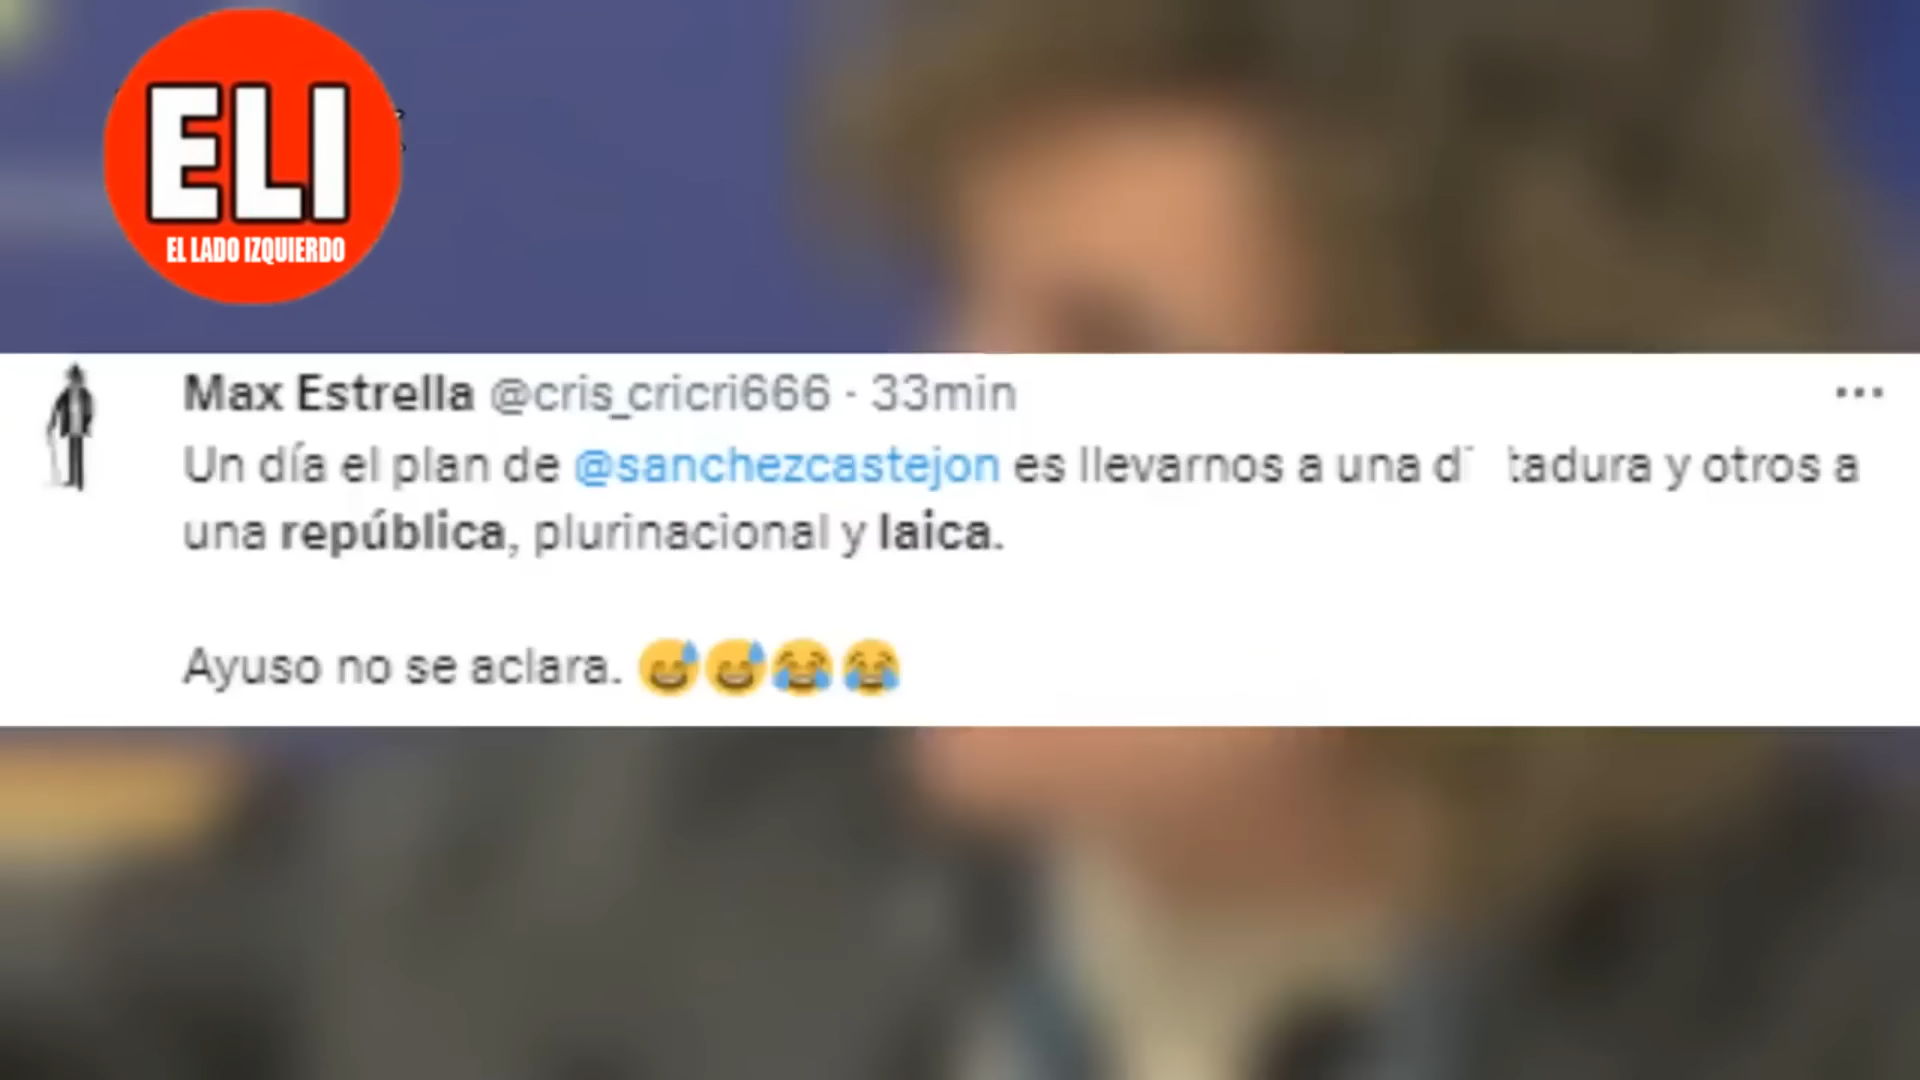 ELI
EL LADO IZQUIERDO
Max Estrella @cris_cricri666 · 33min
Un día el plan de @sanchezcastejon es llevarnos a una d tadura y otros a
una república, plurinacional y laica.
Ayuso no se aclara. 😅😅😂😂